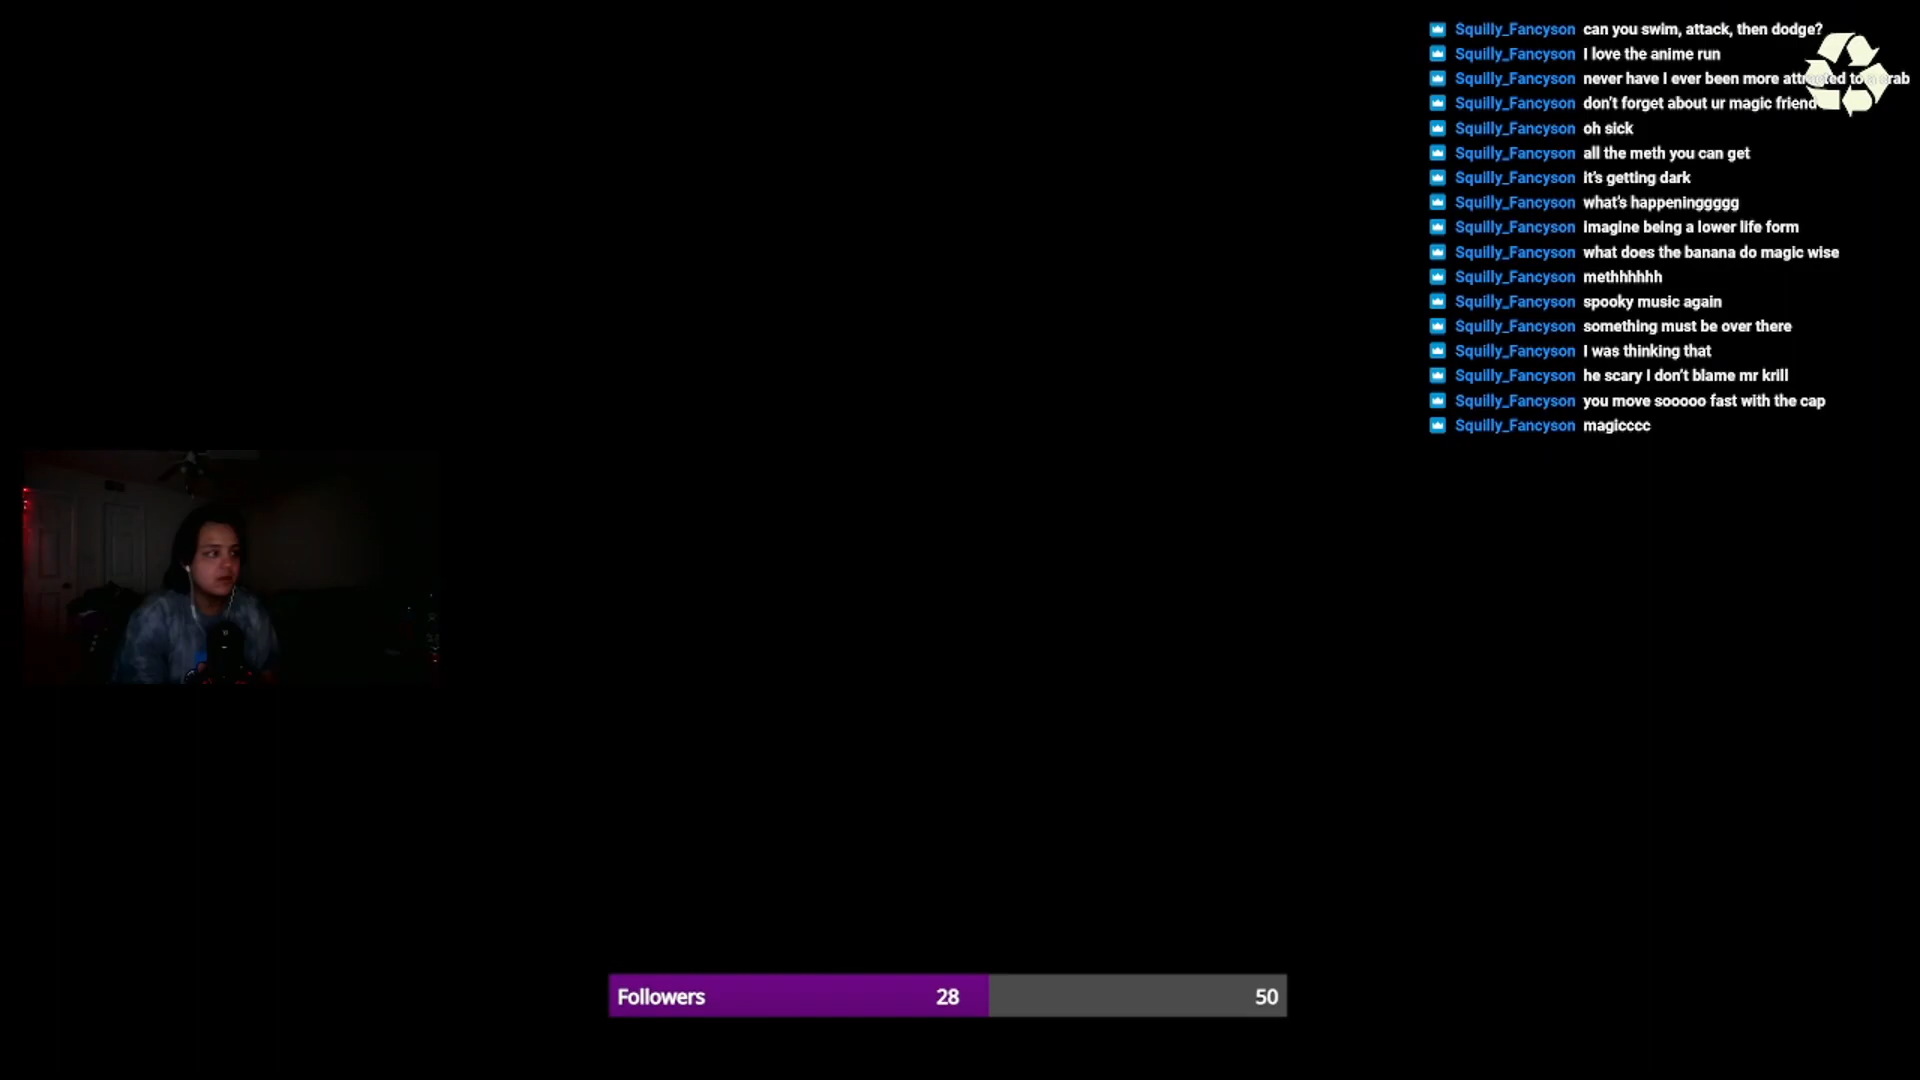 Squilly_Fancyson can you swim, attack, then dodge?
Squilly_Fancyson I love the anime run
Squilly_Fancyson never have I ever been more attracted to a crab
Squilly_Fancyson don't forget about ur magic friend
Squilly_Fancyson oh sick
Squilly_Fancyson all the meth you can get
Squilly_Fancyson it's getting dark
Squilly_Fancyson what's happeninggggg
Squilly_Fancyson Imagine being a lower life form
Squilly_Fancyson what does the banana do magic wise
Squilly_Fancyson methhhhhh
Squilly_Fancyson spooky music again
Squilly_Fancyson something must be over there
Squilly_Fancyson I was thinking that
Squilly_Fancyson he scary I don't blame mr krill
Squilly_Fancyson you move sooooo fast with the cap
Squilly_Fancyson magicccc
Followers 28 50